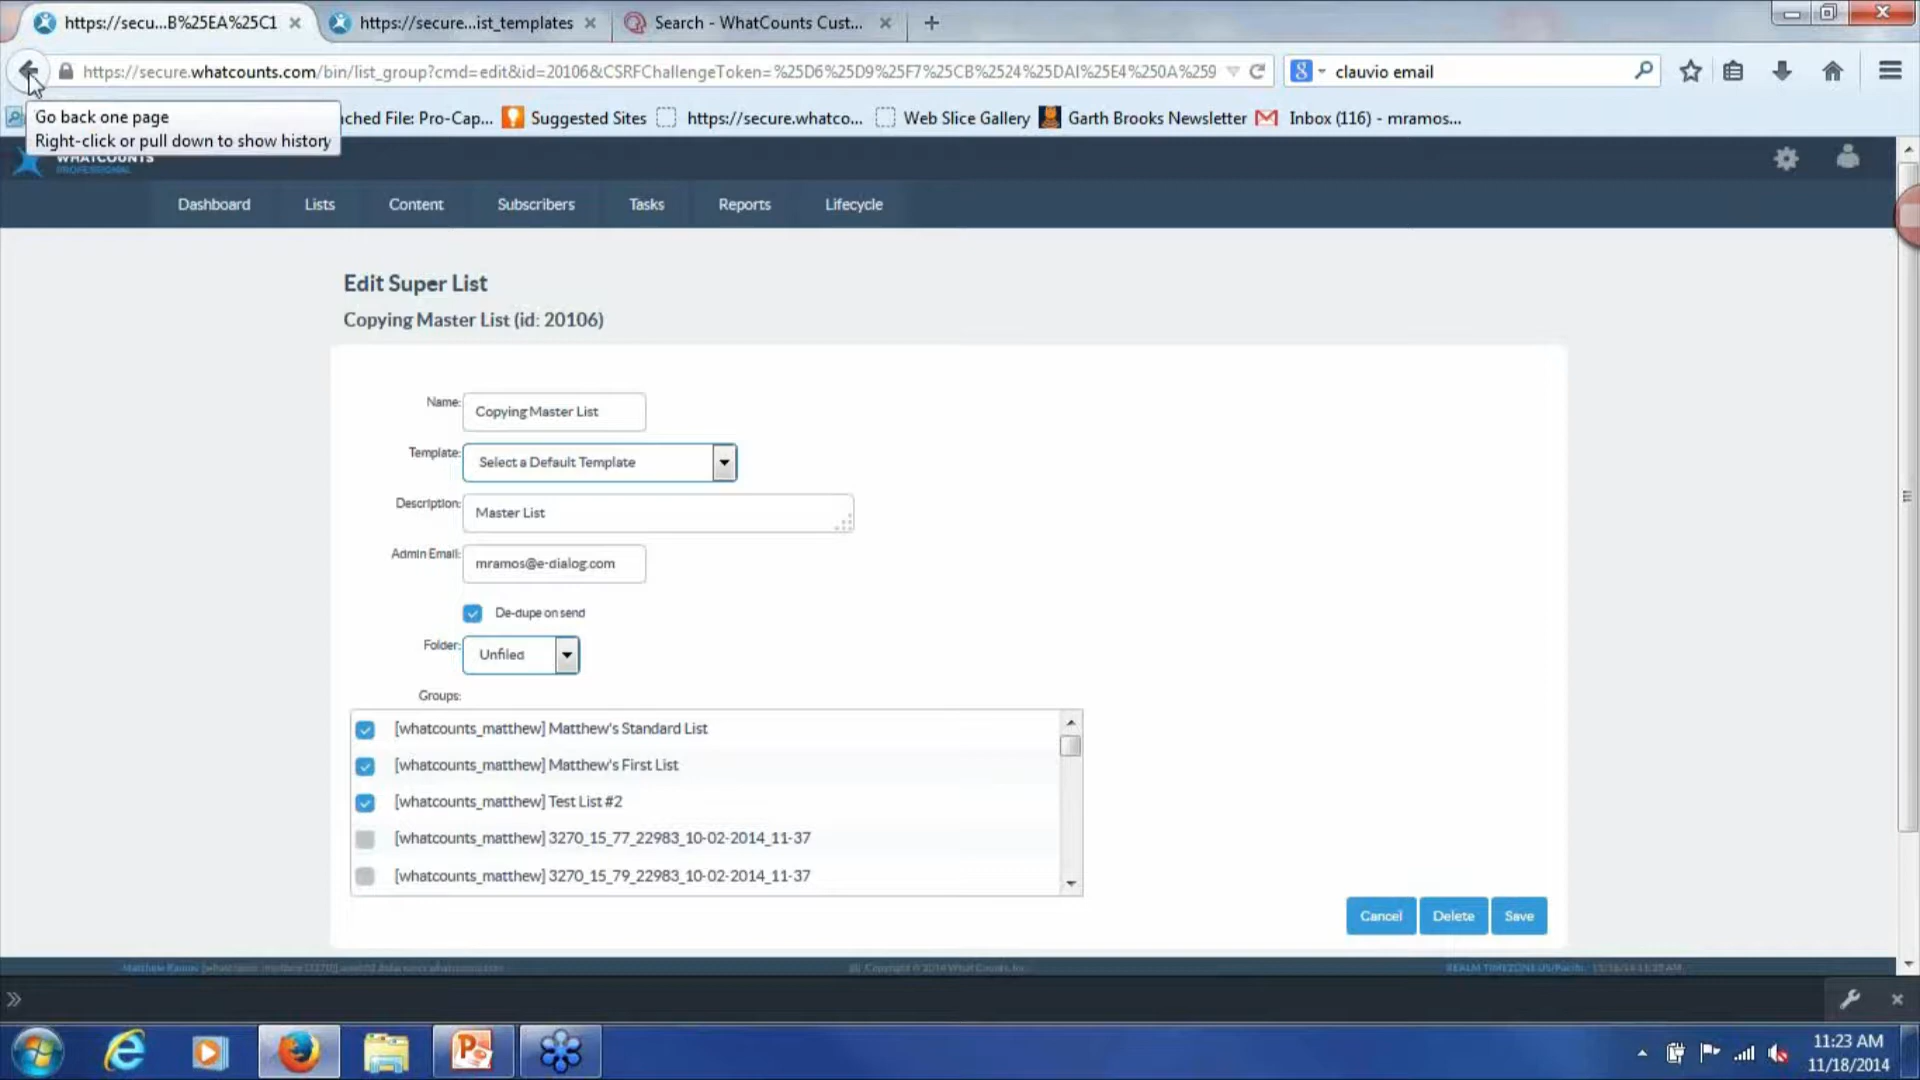 https://secu...B%25EA%25C1
https://secure...ist_templates
Search - WhatCounts Cust...
https://secure.whatcounts.com/bin/list_group?cmd=edit&id=20106&CSRFChallengeToken=%25D6%25D9%25F7%25CB%2524%25DAI%25E4%250A%259
clauvio email
Go back one page
Right-click or pull down to show history
ched File: Pro-Cap...
Suggested Sites
https://secure.whatco...
Web Slice Gallery
Garth Brooks Newsletter
Inbox (116) - mramos...
WHATCOUNTS
PROFESSIONAL
Dashboard
Lists
Content
Subscribers
Tasks
Reports
Lifecycle
Edit Super List
Copying Master List (id: 20106)
Name: Copying Master List
Template: Select a Default Template
Description: Master List
Admin Email: mramos@e-dialog.com
De-dupe on send
Folder: Unfiled
Groups:
[whatcounts_matthew] Matthew's Standard List
[whatcounts_matthew] Matthew's First List
[whatcounts_matthew] Test List #2
[whatcounts_matthew] 3270_15_77_22983_10-02-2014_11-37
[whatcounts_matthew] 3270_15_79_22983_10-02-2014_11-37
Cancel
Delete
Save
11:23 AM
11/18/2014